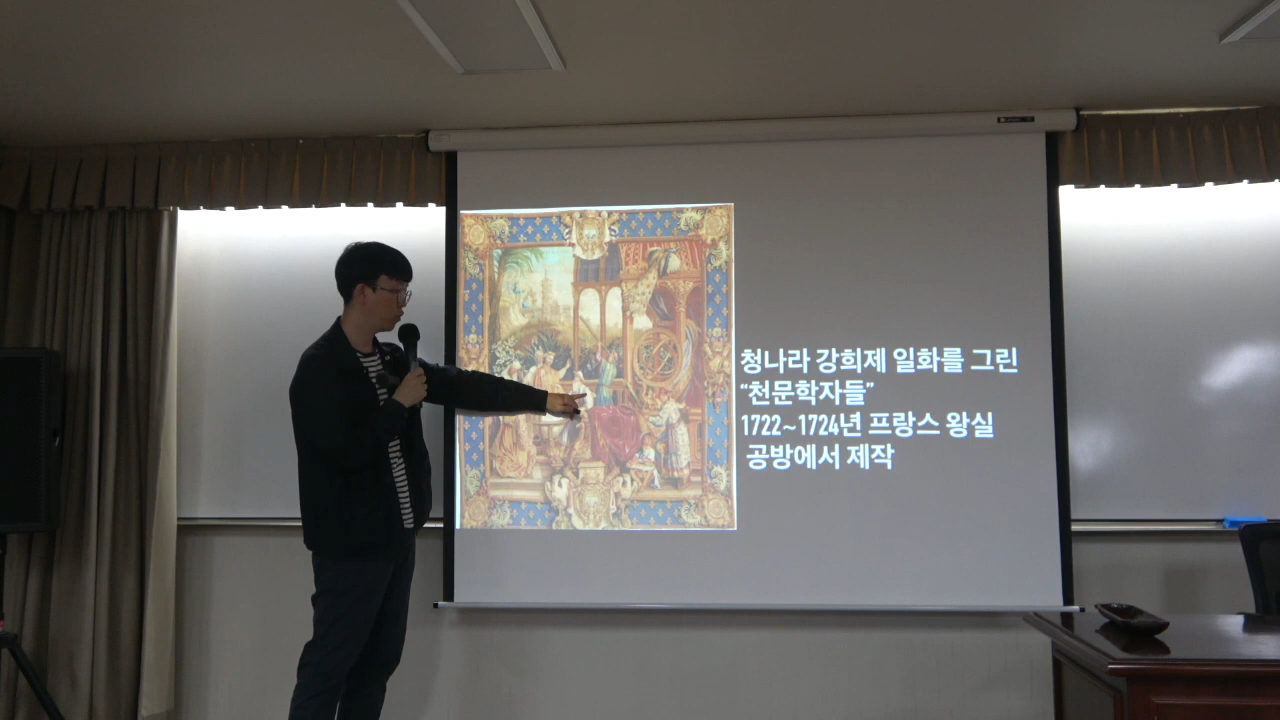 청나라 강희제 일화를 그린
“천문학자들”
1722~1724년 프랑스 왕실
공방에서 제작